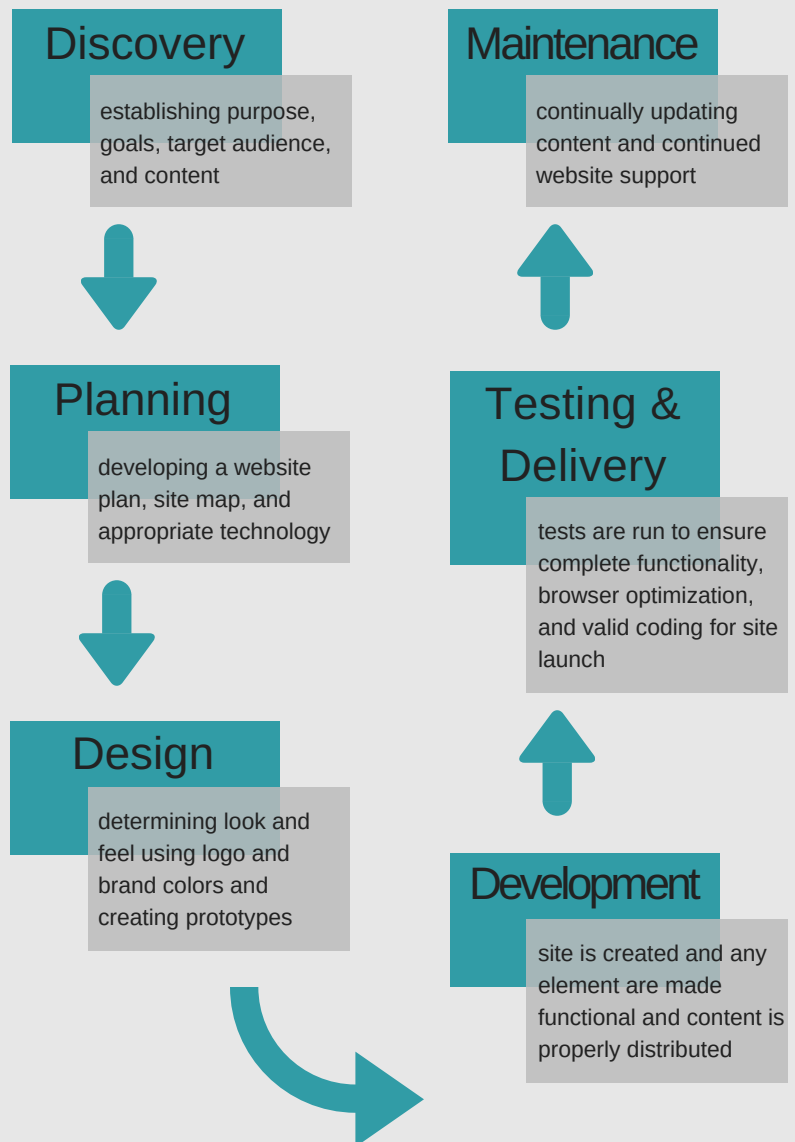 Discovery
establishing purpose,
goals, target audience,
and content
Planning
developing a website
plan, site map, and
appropriate technology
Design
determining look and
feel using logo and
brand colors and
creating prototypes
Development
site is created and any
element are made
functional and content is
properly distributed
Testing &
Delivery
tests are run to ensure
complete functionality,
browser optimization,
and valid coding for site
launch
Maintenance
continually updating
content and continued
website support